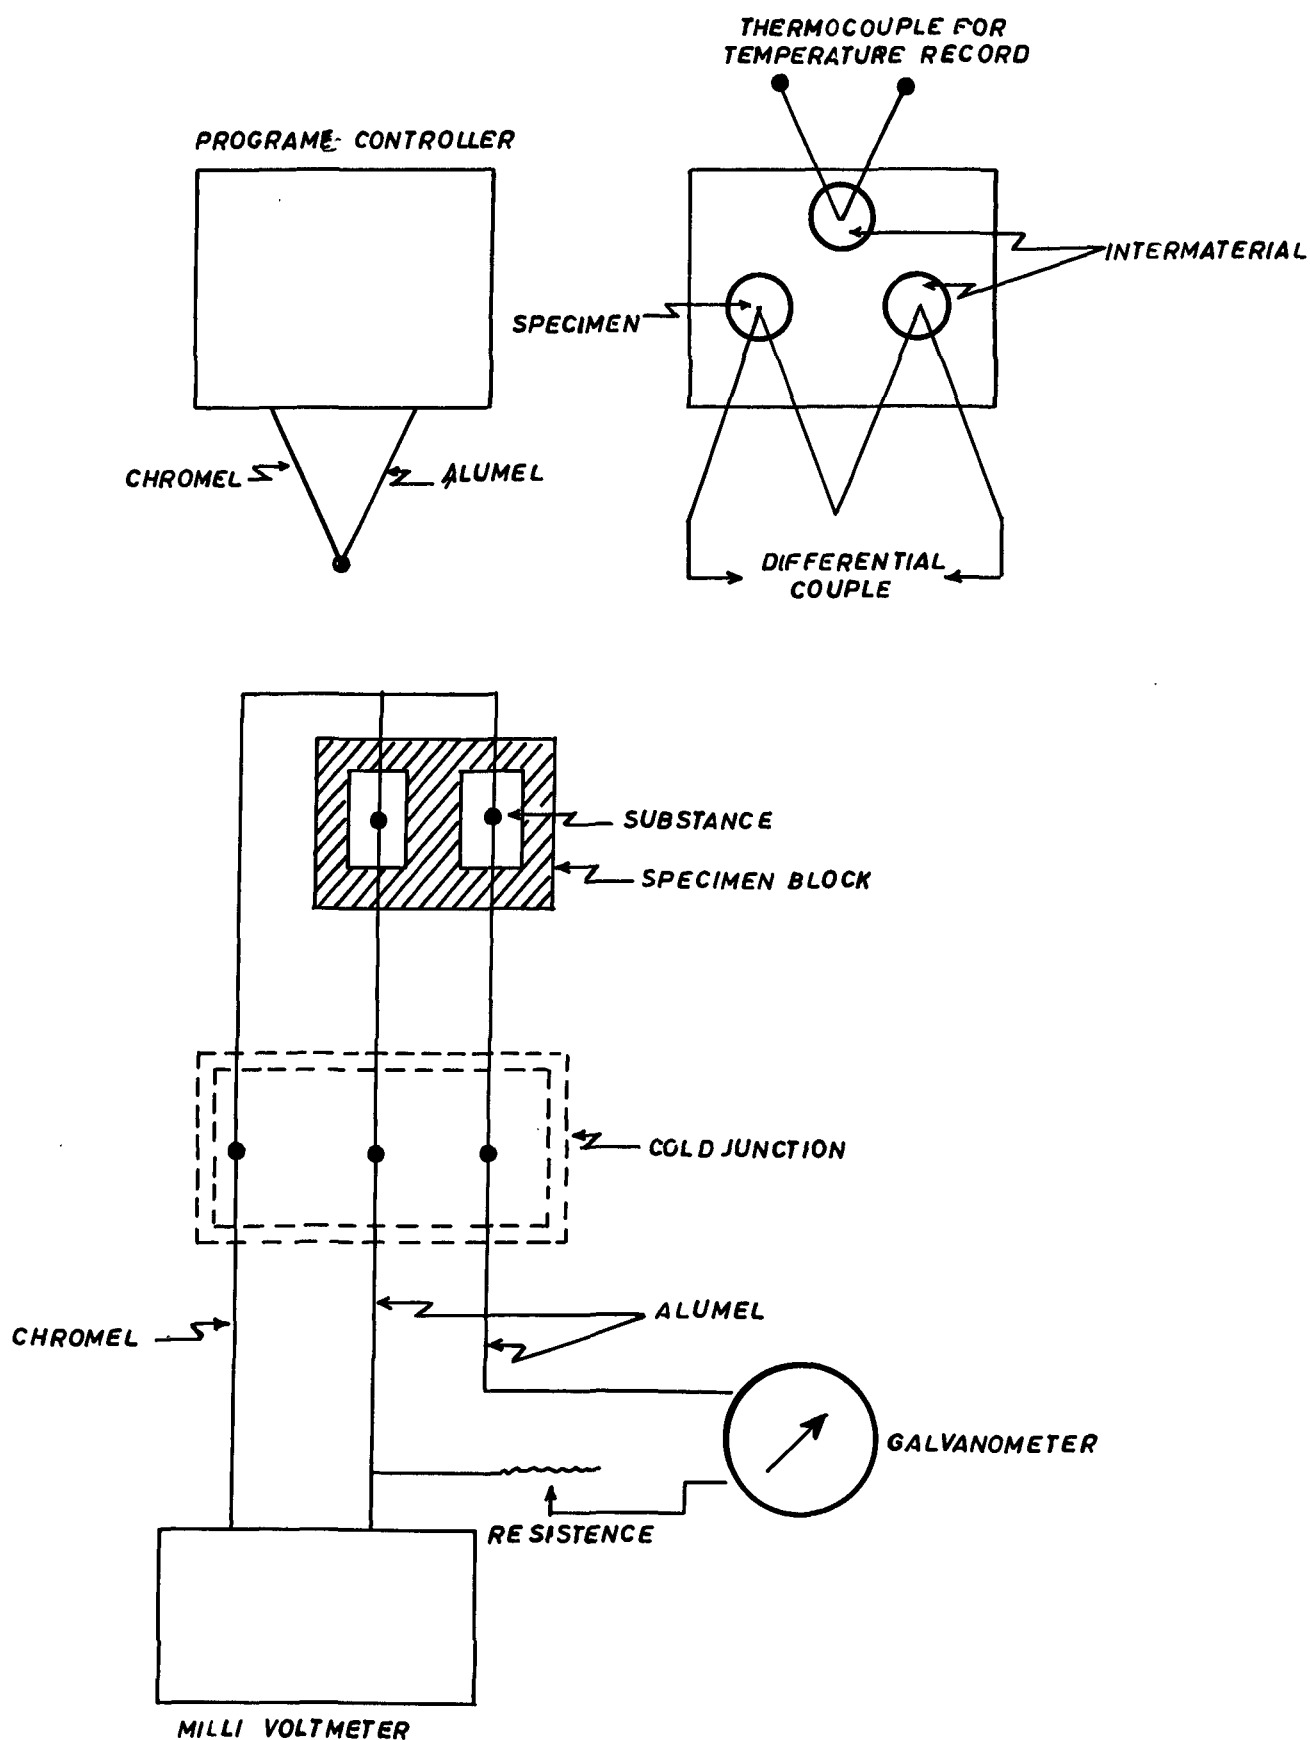 THERMOCOUPLE FOR
TEMPERATURE RECORD
PROGRAME CONTROLLER
INTERMATERIAL
SPECIMEN
CHROMEL
ALUMEL
DIFFERENTIAL
COUPLE
SUBSTANCE
SPECIMEN BLOCK
COLD JUNCTION
ALUMEL
CHROMEL
GALVANOMETER
RESISTENCE
MILLI VOLTMETER